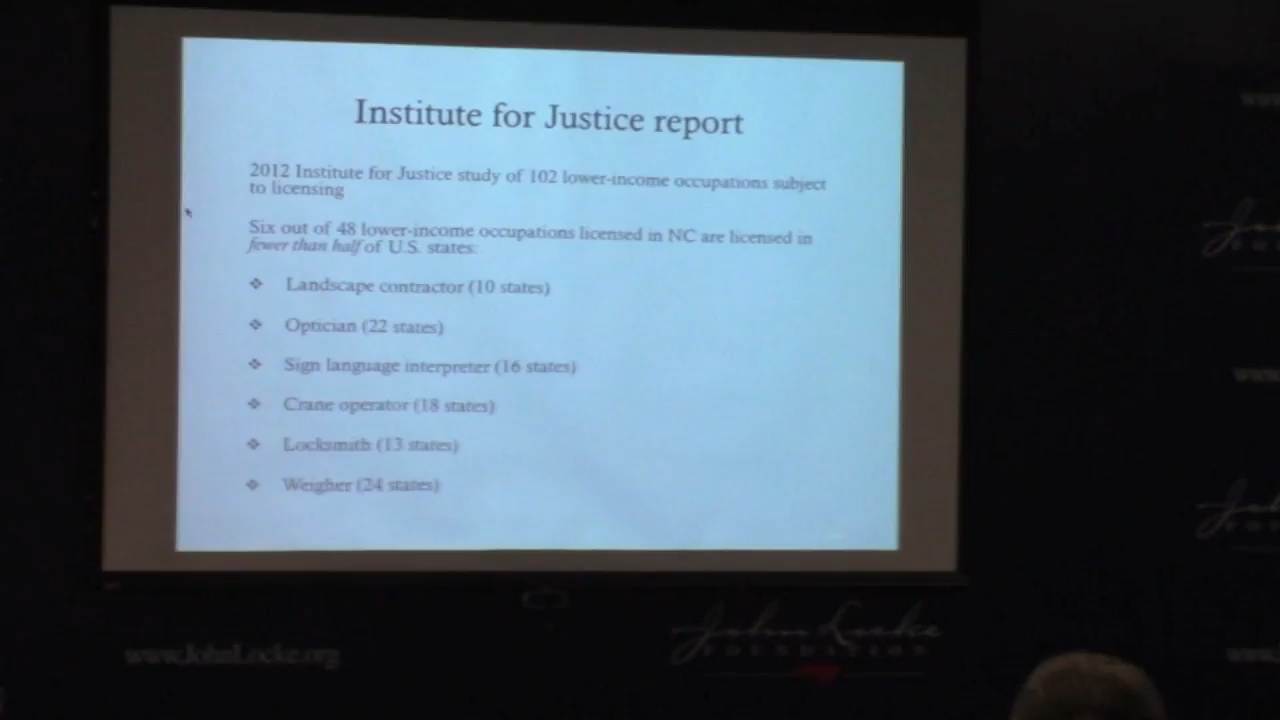 Institute for Justice report
2012 Institute for Justice study of 102 lower-income occupations subject
to licensing
Six out of 48 lower-income occupations licensed in NC are licensed in
fewer than half of U.S. states:
❖ Landscape contractor (10 states)
❖ Optician (22 states)
❖ Sign language interpreter (16 states)
❖ Crane operator (18 states)
❖ Locksmith (13 states)
❖ Weigher (24 states)
www.JohnLocke.org
John Locke
FOUNDATION